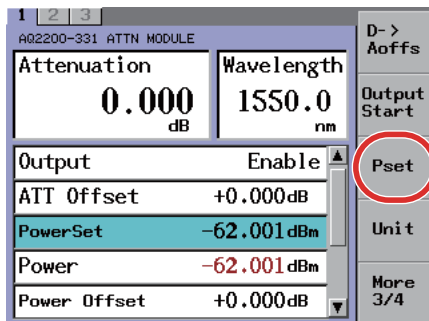 1 2 3
AQ2200-331 ATTN MODULE
Attenuation
0.000
dB
Wavelength
1550.0
nm
Output Enable
ATT Offset +0.000dB
PowerSet -62.001dBm
Power -62.001dBm
Power Offset +0.000dB
D->
Aoffs
Output
Start
Pset
Unit
More
3/4